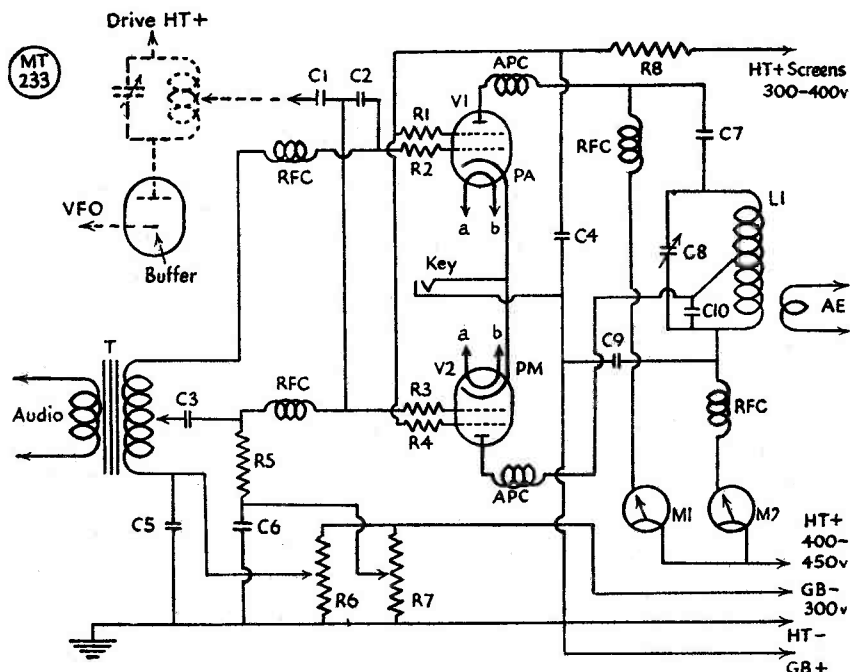 Drive HT+
MT
233
C1
C2
R8
HT+ Screens
300-400v
APC
V1
R1
R2
RFC
PA
a
b
RFC
C7
L1
VFO
Buffer
C4
C8
Key
C10
AE
T
Audio
C3
RFC
a
b
V2
PM
R3
R4
C9
RFC
R5
APC
M1
M2
C5
C6
R6
R7
HT+
400~
450v
GB-
300v
HT-
GB+